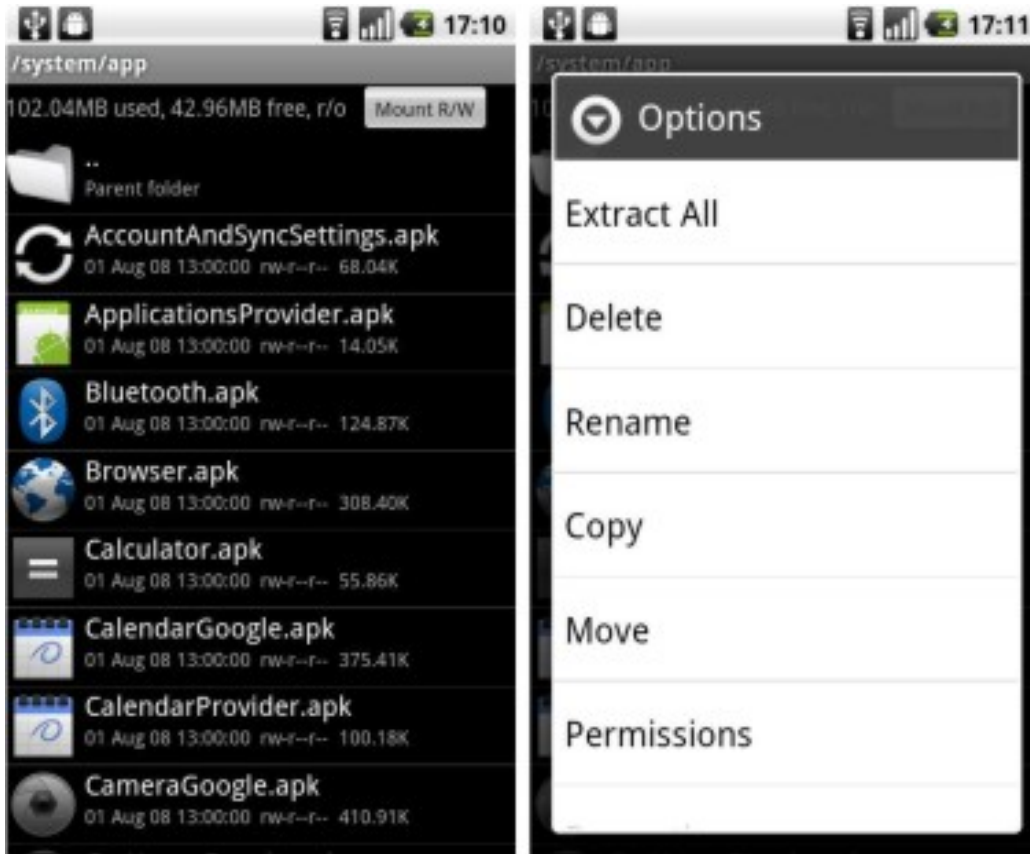 17:10
/system/app
102.04MB used, 42.96MB free, r/o Mount R/W
..
Parent folder
AccountAndSyncSettings.apk
01 Aug 08 13:00:00 rw-r--r-- 68.04K
ApplicationsProvider.apk
01 Aug 08 13:00:00 rw-r--r-- 14.05K
Bluetooth.apk
01 Aug 08 13:00:00 rw-r--r-- 124.87K
Browser.apk
01 Aug 08 13:00:00 rw-r--r-- 308.40K
Calculator.apk
01 Aug 08 13:00:00 rw-r--r-- 55.86K
CalendarGoogle.apk
01 Aug 08 13:00:00 rw-r--r-- 375.41K
CalendarProvider.apk
01 Aug 08 13:00:00 rw-r--r-- 100.18K
CameraGoogle.apk
01 Aug 08 13:00:00 rw-r--r-- 410.91K
17:11
/system/app
Options
Extract All
Delete
Rename
Copy
Move
Permissions